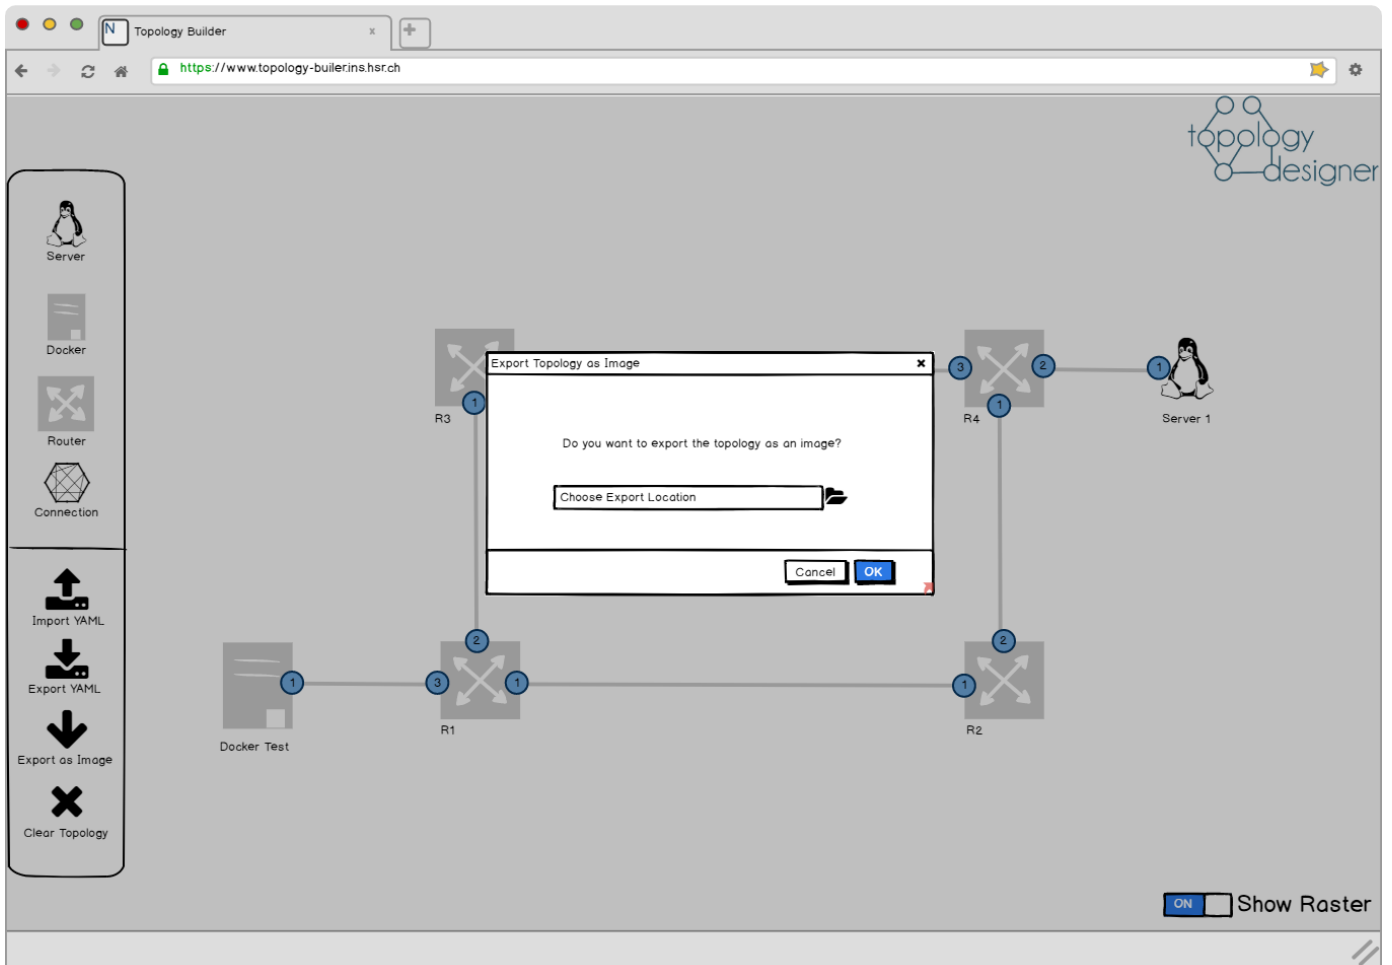 N
Topology Builder
x
https://www.topology-builer.ins.hsr.ch
topology
designer
Server
Docker
Router
Connection
Import YAML
Export YAML
Export as Image
Clear Topology
R3
1
Export Topology as Image
Do you want to export the topology as an image?
Choose Export Location
Cancel
OK
3
2
1
R4
1
Server 1
1
Docker Test
3
2
1
R1
1
2
R2
ON
Show Raster